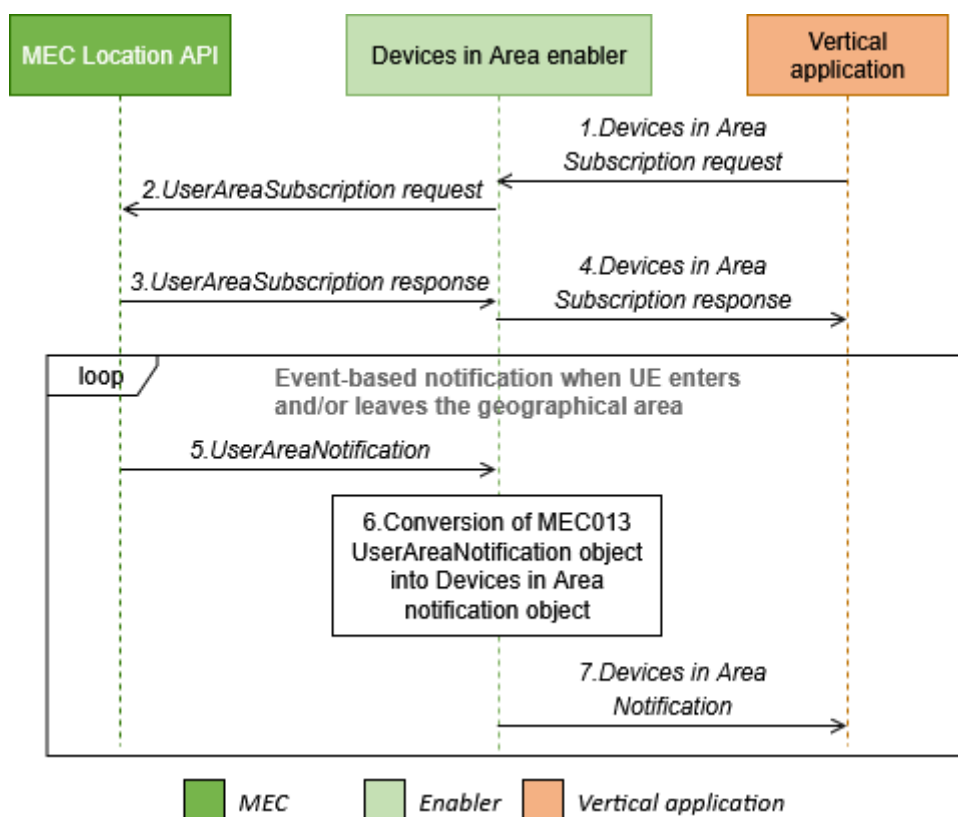 MEC Location API
Devices in Area enabler
Vertical
application
1.Devices in Area
Subscription request
2.UserAreaSubscription request
3.UserAreaSubscription response
4.Devices in Area
Subscription response
loop
Event-based notification when UE enters
and/or leaves the geographical area
5.UserAreaNotification
6.Conversion of MEC013
UserAreaNotification object
into Devices in Area
notification object
7.Devices in Area
Notification
MEC
Enabler
Vertical application